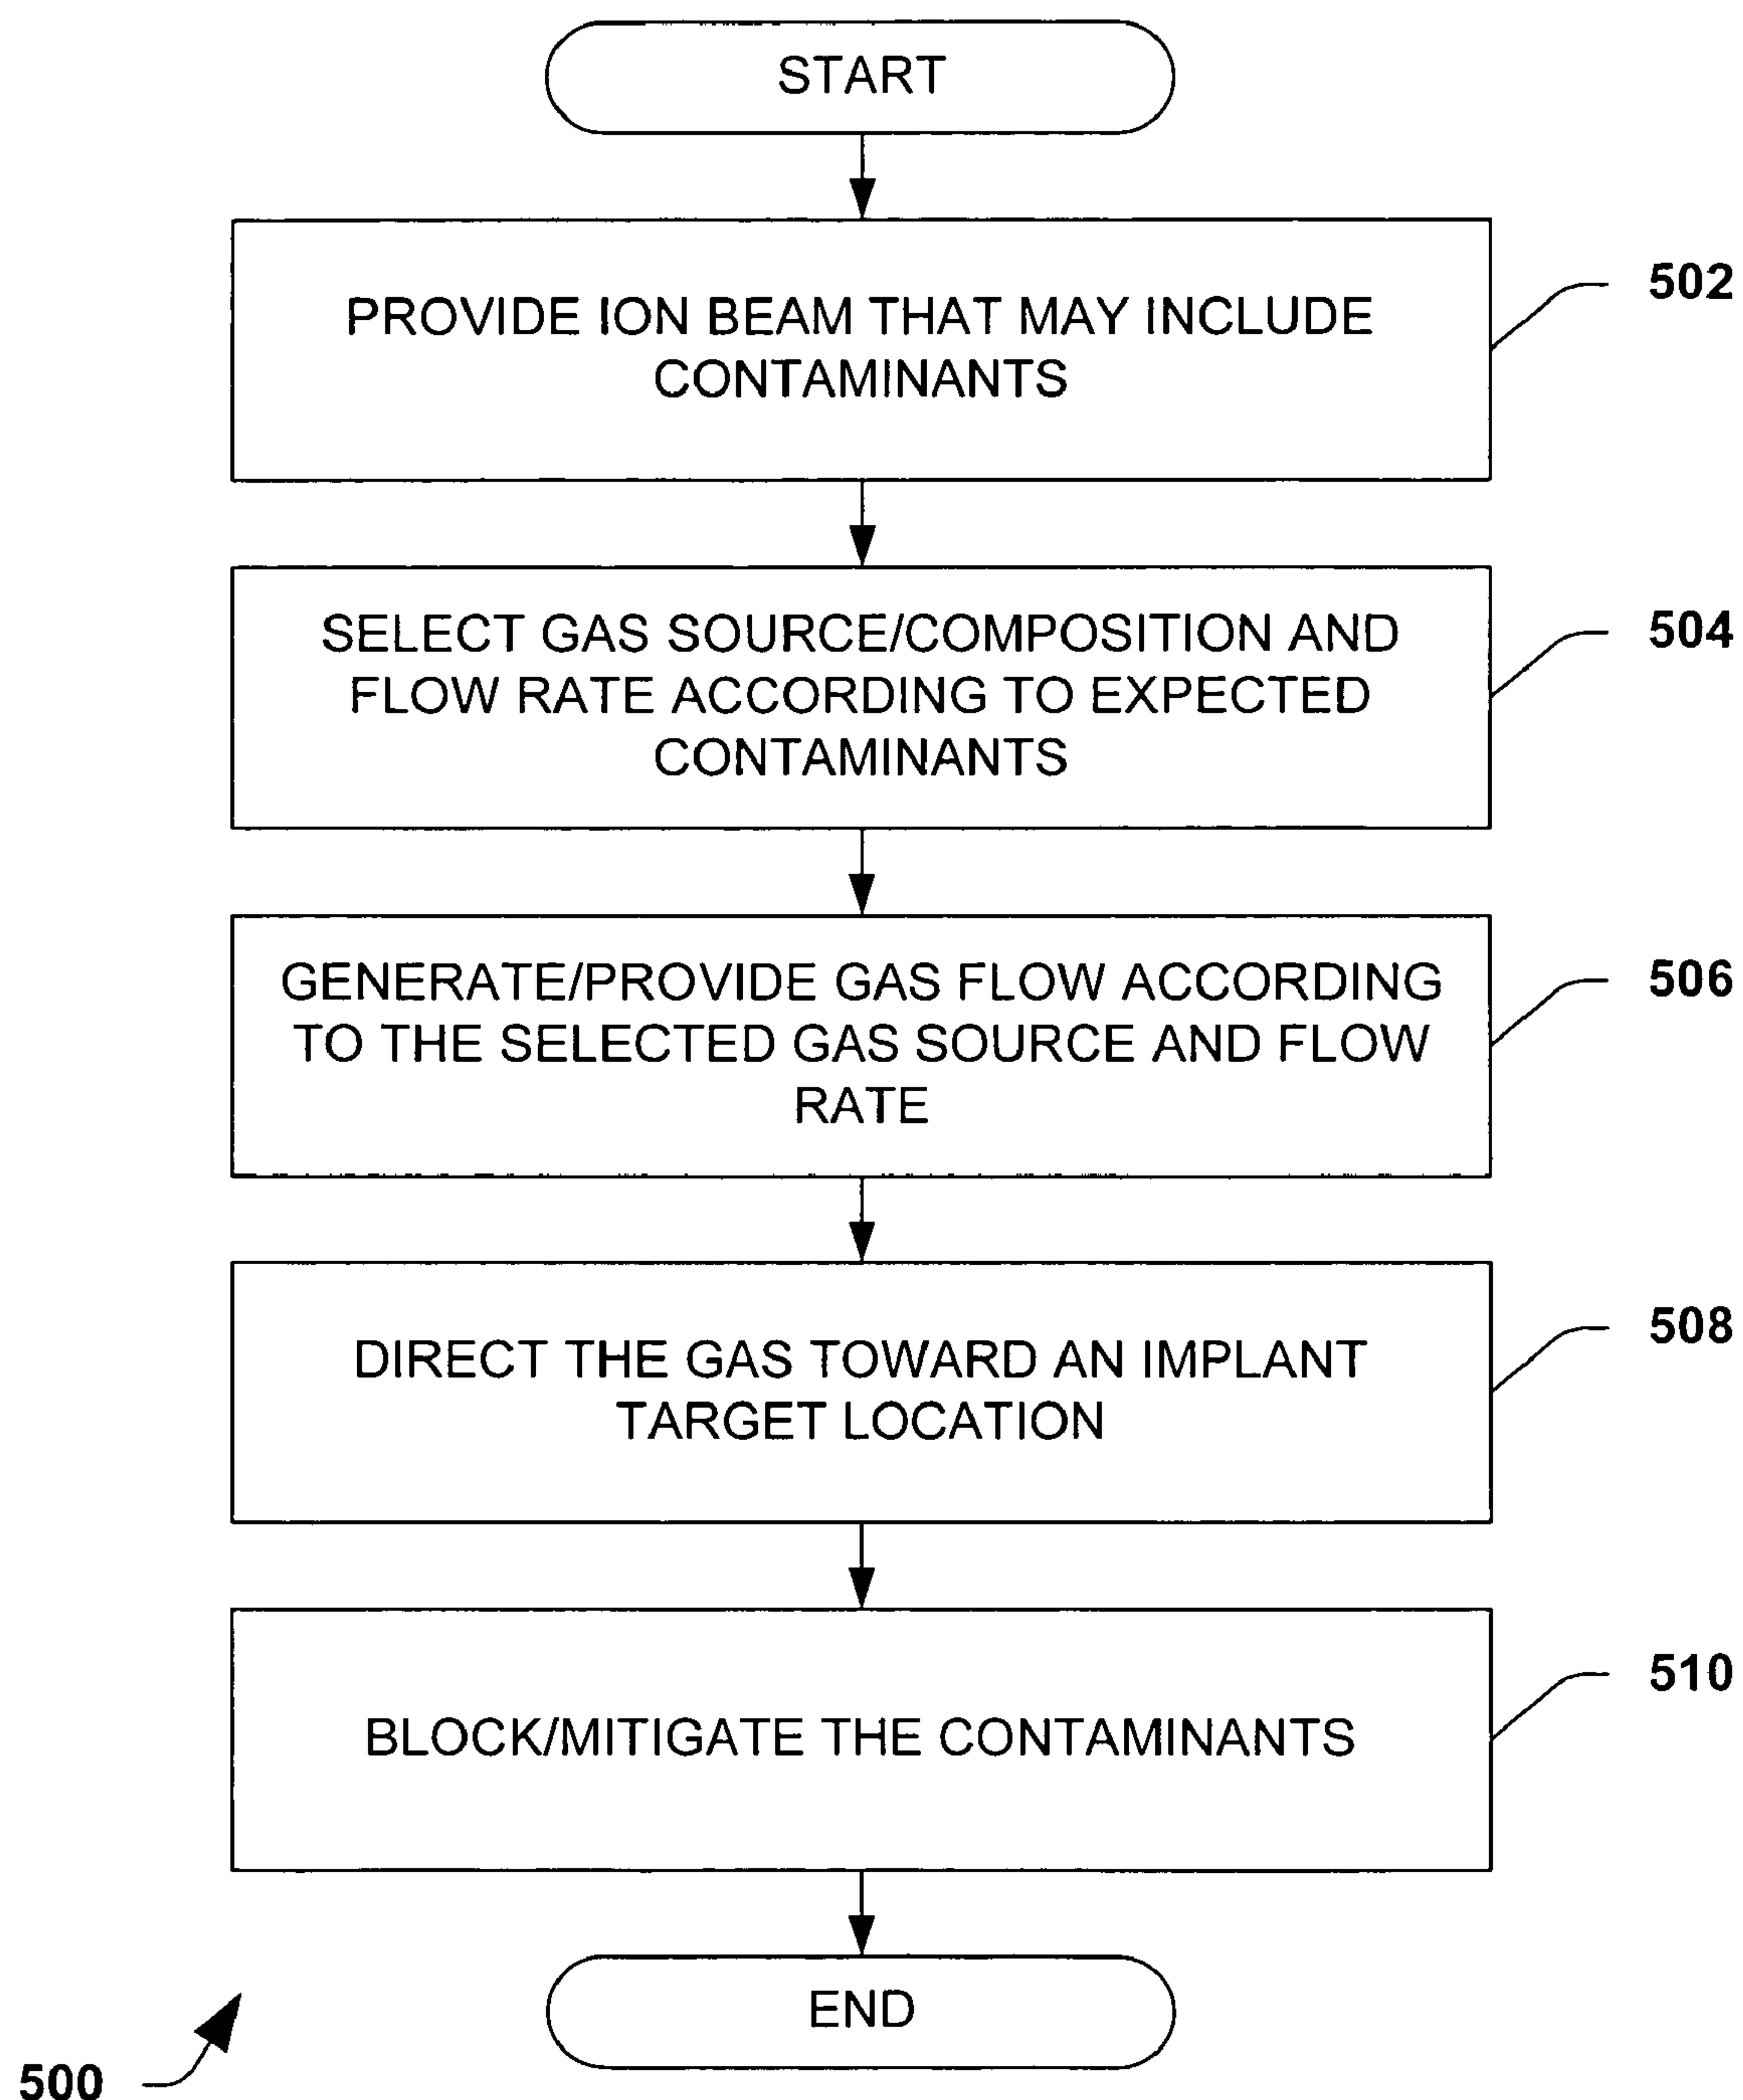 START
PROVIDE ION BEAM THAT MAY INCLUDE
CONTAMINANTS
502
SELECT GAS SOURCE/COMPOSITION AND
FLOW RATE ACCORDING TO EXPECTED
CONTAMINANTS
504
GENERATE/PROVIDE GAS FLOW ACCORDING
TO THE SELECTED GAS SOURCE AND FLOW
RATE
506
DIRECT THE GAS TOWARD AN IMPLANT
TARGET LOCATION
508
BLOCK/MITIGATE THE CONTAMINANTS
510
END
500